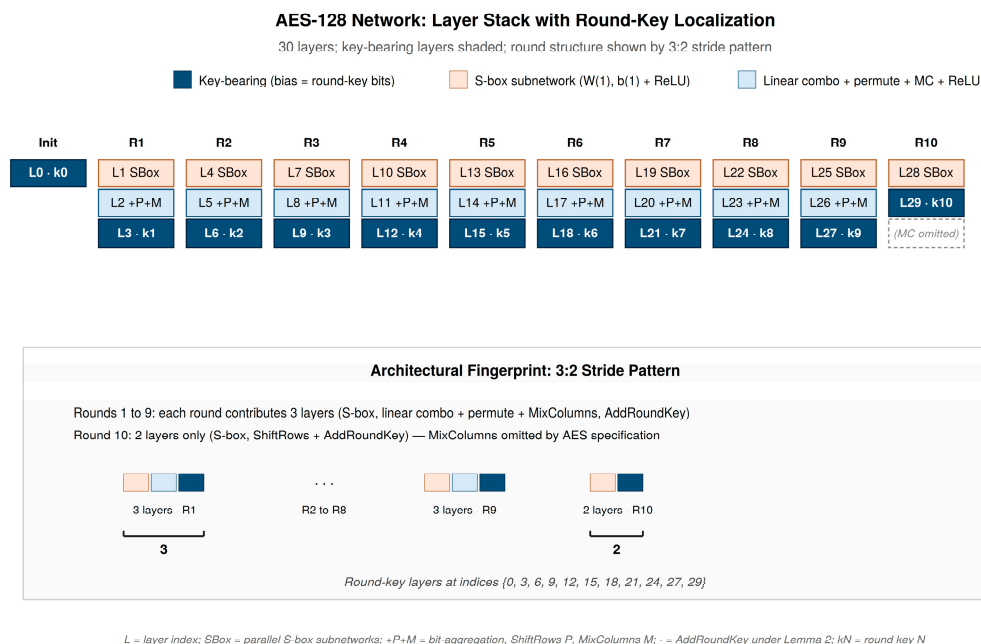 AES-128 Network: Layer Stack with Round-Key Localization
30 layers; key-bearing layers shaded; round structure shown by 3:2 stride pattern
Key-bearing (bias = round-key bits) S-box subnetwork (W(1), b(1) + ReLU) Linear combo + permute + MC + ReLU
Init R1 R2 R3 R4 R5 R6 R7 R8 R9 R10
L0 · k0 L1 SBox L4 SBox L7 SBox L10 SBox L13 SBox L16 SBox L19 SBox L22 SBox L25 SBox L28 SBox
L2 +P+M L5 +P+M L8 +P+M L11 +P+M L14 +P+M L17 +P+M L20 +P+M L23 +P+M L26 +P+M L29 · k10
L3 · k1 L6 · k2 L9 · k3 L12 · k4 L15 · k5 L18 · k6 L21 · k7 L24 · k8 L27 · k9 (MC omitted)
Architectural Fingerprint: 3:2 Stride Pattern
Rounds 1 to 9: each round contributes 3 layers (S-box, linear combo + permute + MixColumns, AddRoundKey)
Round 10: 2 layers only (S-box, ShiftRows + AddRoundKey) — MixColumns omitted by AES specification
. . .
3 layers R1 R2 to R8 3 layers R9 2 layers R10
3 2
Round-key layers at indices {0, 3, 6, 9, 12, 15, 18, 21, 24, 27, 29}
L = layer index; SBox = parallel S-box subnetworks; +P+M = bit-aggregation, ShiftRows P, MixColumns M; · = AddRoundKey under Lemma 2; kN = round key N